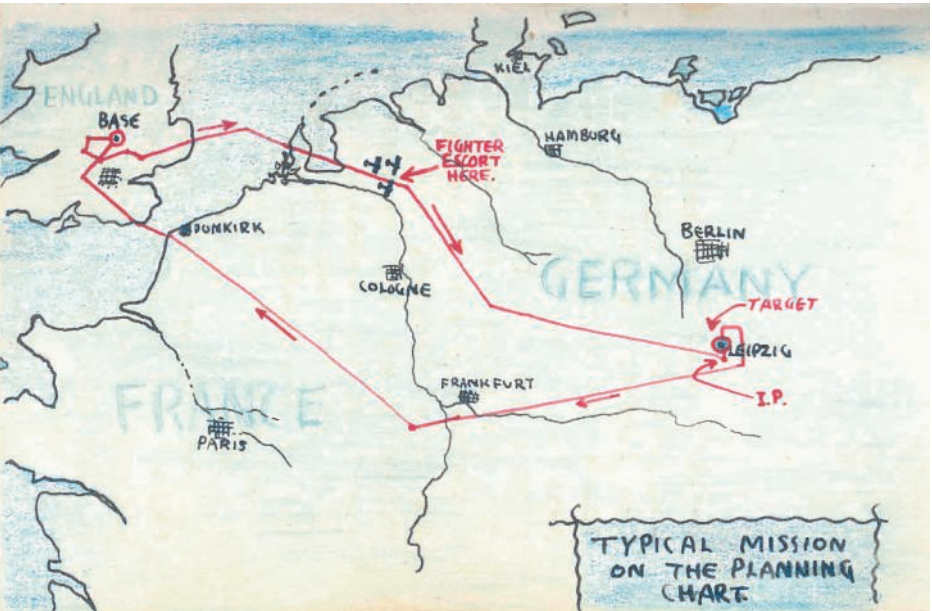 KIEL
ENGLAND
BASE
HAMBURG
FIGHTER
ESCORT
HERE.
DUNKIRK
BERLIN
COLOGNE
GERMANY
TARGET
LEIPZIG
FRANKFURT
I.P.
FRANCE
PARIS
TYPICAL MISSION
ON THE PLANNING
CHART.